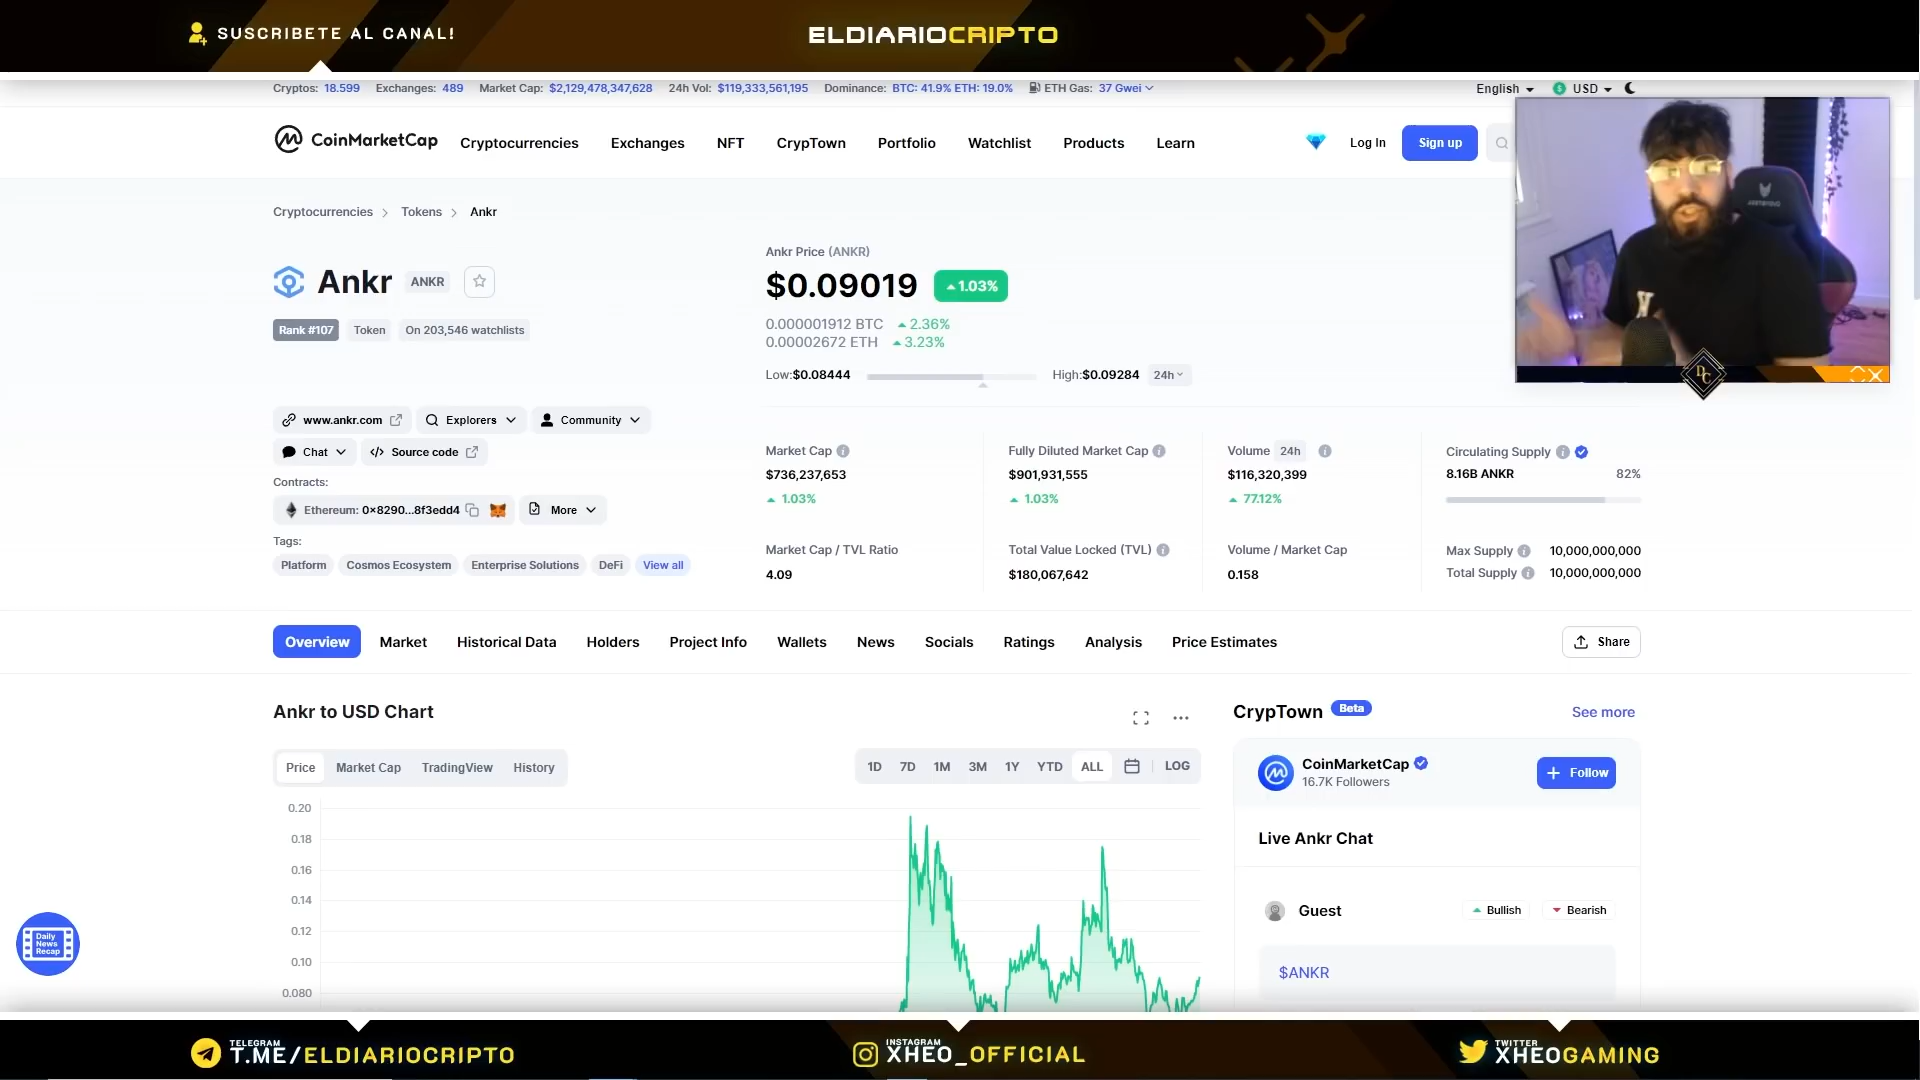 SUSCRIBETE AL CANAL!
ELDIARIOCRIPTO
Cryptos: 18.599 Exchanges: 489 Market Cap: $2,129,478,347,628 24h Vol: $119,333,561,195 Dominance: BTC: 41.9% ETH: 19.0% ETH Gas: 37 Gwei
English USD
CoinMarketCap Cryptocurrencies Exchanges NFT CrypTown Portfolio Watchlist Products Learn Log In Sign up
Cryptocurrencies Tokens Ankr
Ankr ANKR
Rank #107 Token On 203,546 watchlists
Ankr Price (ANKR)
$0.09019 1.03%
0.000001912 BTC 2.36%
0.00002672 ETH 3.23%
Low:$0.08444 High:$0.09284 24h
DC
www.ankr.com Explorers Community
Chat Source code
Contracts:
Ethereum: 0x8290...8f3edd4 More
Tags:
Platform Cosmos Ecosystem Enterprise Solutions DeFi View all
Market Cap
$736,237,653
1.03%
Fully Diluted Market Cap
$901,931,555
1.03%
Volume 24h
$116,320,399
77.12%
Circulating Supply
8.16B ANKR 82%
Market Cap / TVL Ratio
4.09
Total Value Locked (TVL)
$180,067,642
Volume / Market Cap
0.158
Max Supply 10,000,000,000
Total Supply 10,000,000,000
Overview Market Historical Data Holders Project Info Wallets News Socials Ratings Analysis Price Estimates Share
Ankr to USD Chart
Price Market Cap TradingView History
1D 7D 1M 3M 1Y YTD ALL LOG
0.20
0.18
0.16
0.14
0.12
0.10
0.080
CrypTown Beta See more
CoinMarketCap
16.7K Followers
Follow
Live Ankr Chat
Guest Bullish Bearish
$ANKR
Daily
News
Recap
TELEGRAM
T.ME/ELDIARIOCRIPTO
INSTAGRAM
XHEO_OFFICIAL
TWITTER
XHEOGAMING